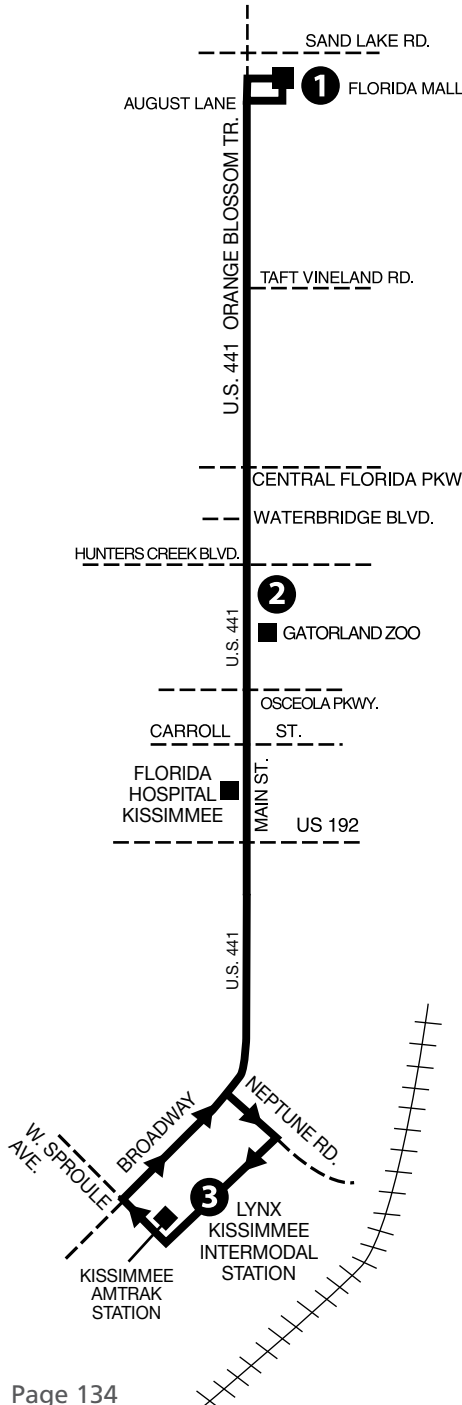 SAND LAKE RD.
1 FLORIDA MALL
AUGUST LANE
U.S. 441 ORANGE BLOSSOM TR.
TAFT VINELAND RD.
CENTRAL FLORIDA PKW
WATERBRIDGE BLVD.
HUNTERS CREEK BLVD.
2
GATORLAND ZOO
U.S. 441
OSCEOLA PKWY.
CARROLL ST.
FLORIDA
HOSPITAL
KISSIMMEE
MAIN ST.
US 192
U.S. 441
NEPTUNE RD.
BROADWAY
W. SPROULE
AVE.
3
LYNX
KISSIMMEE
INTERMODAL
STATION
KISSIMMEE
AMTRAK
STATION
Page 134